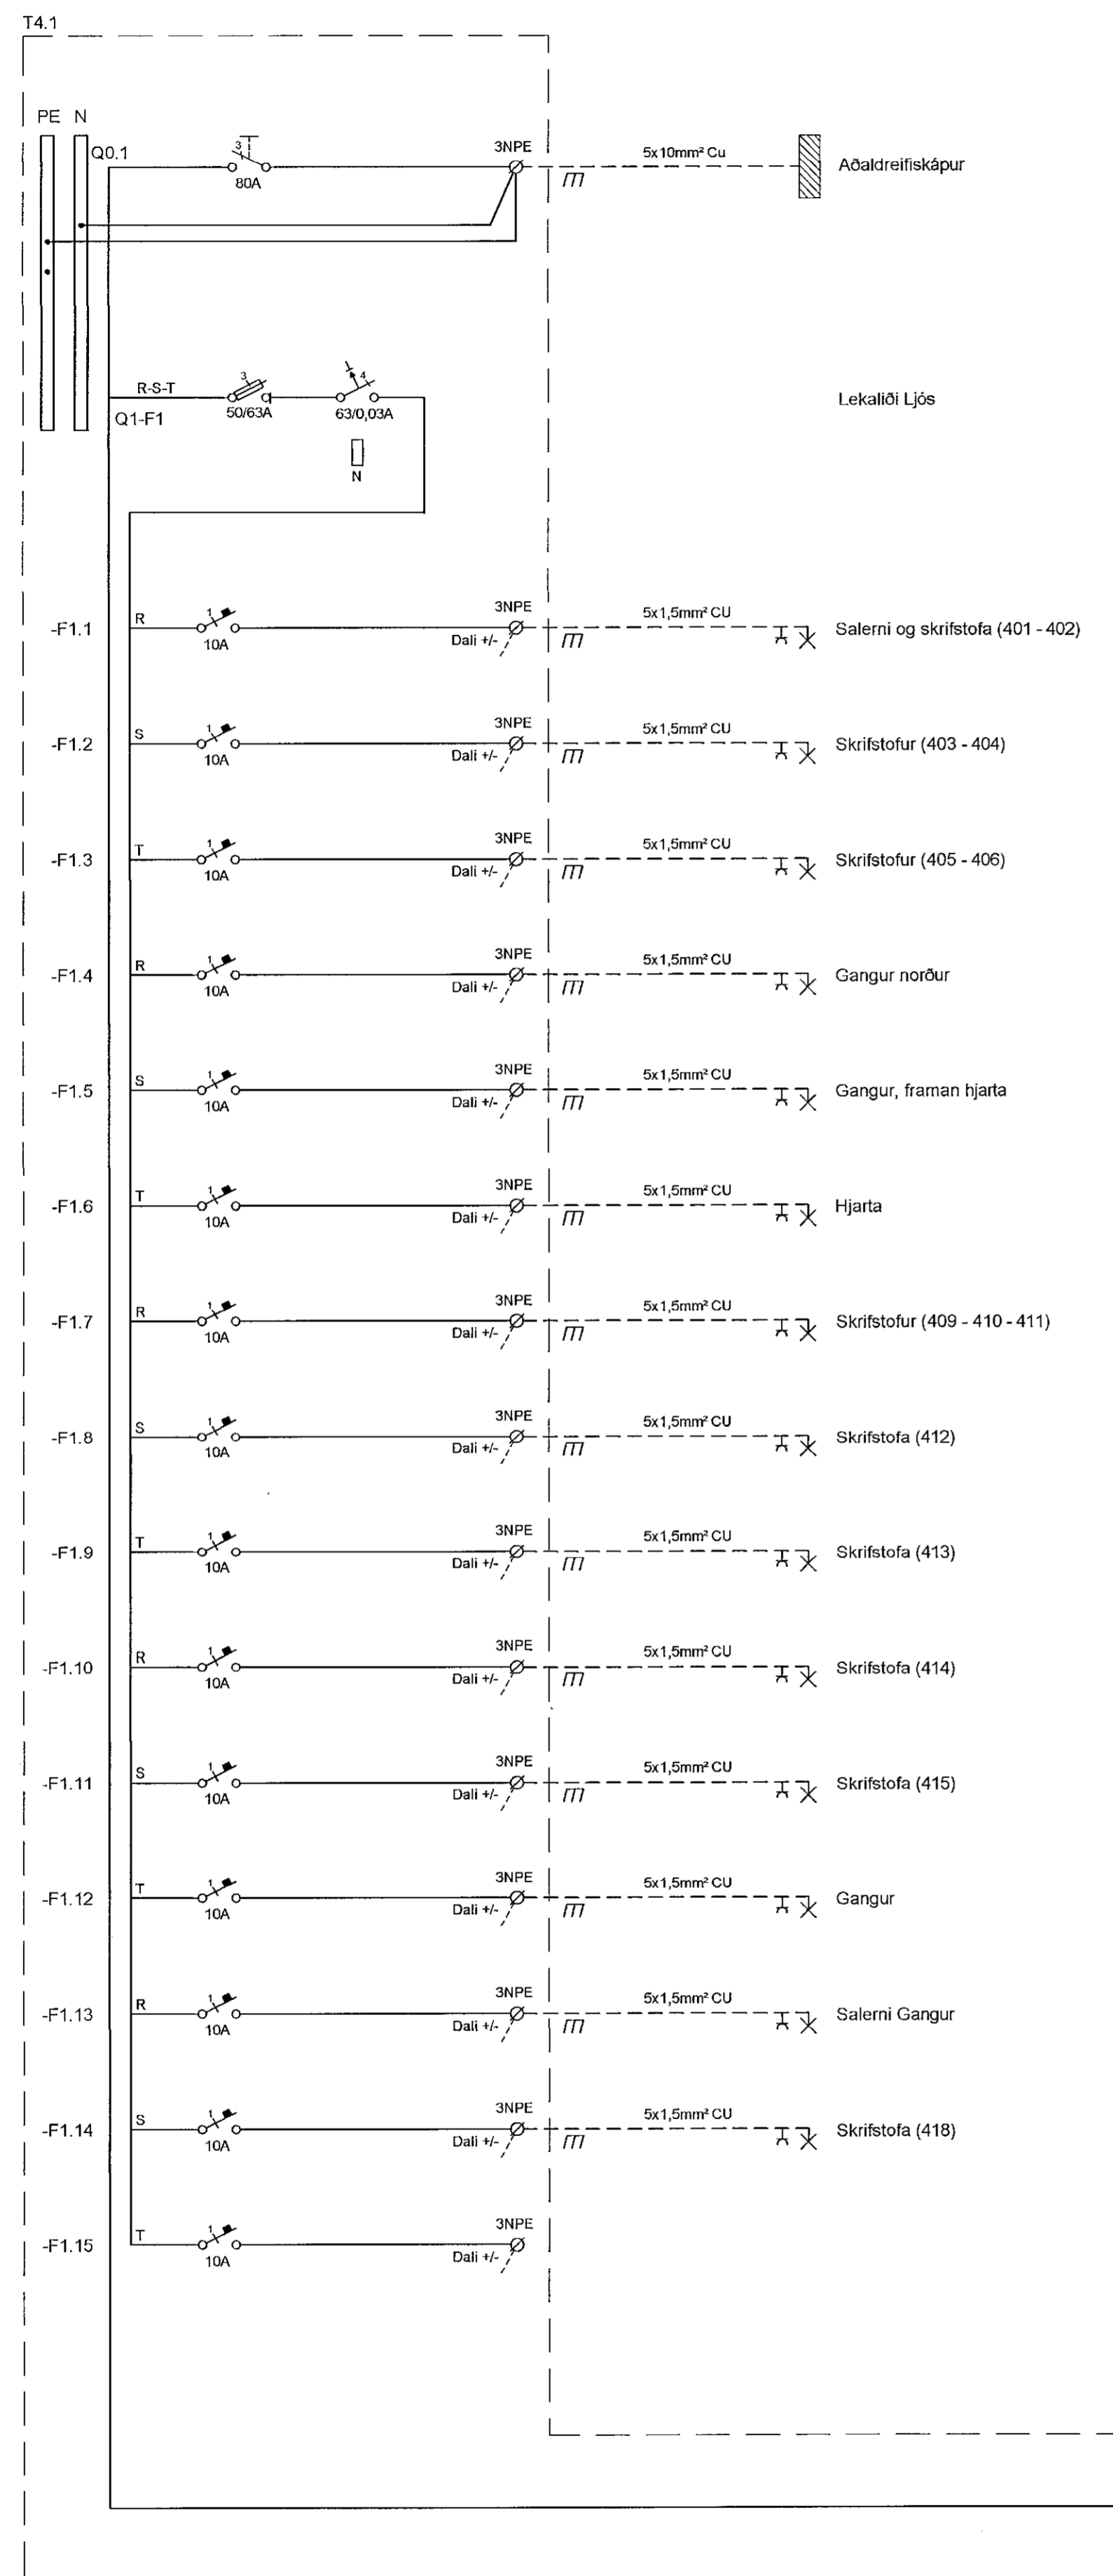 T4.1
PE N
Q0.1
3
80A
3NPE
5x10mm² Cu
Aðaldreifiskápur
R-S-T
Q1-F1
3
50/63A
4
63/0,03A
N
Lekaliði Ljós
-F1.1 R 1 10A 3NPE Dali +/- 5x1,5mm² CU Salerni og skrifstofa (401 - 402)
-F1.2 S 1 10A 3NPE Dali +/- 5x1,5mm² CU Skrifstofur (403 - 404)
-F1.3 T 1 10A 3NPE Dali +/- 5x1,5mm² CU Skrifstofur (405 - 406)
-F1.4 R 1 10A 3NPE Dali +/- 5x1,5mm² CU Gangur norður
-F1.5 S 1 10A 3NPE Dali +/- 5x1,5mm² CU Gangur, framan hjarta
-F1.6 T 1 10A 3NPE Dali +/- 5x1,5mm² CU Hjarta
-F1.7 R 1 10A 3NPE Dali +/- 5x1,5mm² CU Skrifstofur (409 - 410 - 411)
-F1.8 S 1 10A 3NPE Dali +/- 5x1,5mm² CU Skrifstofa (412)
-F1.9 T 1 10A 3NPE Dali +/- 5x1,5mm² CU Skrifstofa (413)
-F1.10 R 1 10A 3NPE Dali +/- 5x1,5mm² CU Skrifstofa (414)
-F1.11 S 1 10A 3NPE Dali +/- 5x1,5mm² CU Skrifstofa (415)
-F1.12 T 1 10A 3NPE Dali +/- 5x1,5mm² CU Gangur
-F1.13 R 1 10A 3NPE Dali +/- 5x1,5mm² CU Salerni Gangur
-F1.14 S 1 10A 3NPE Dali +/- 5x1,5mm² CU Skrifstofa (418)
-F1.15 T 1 10A 3NPE Dali +/-